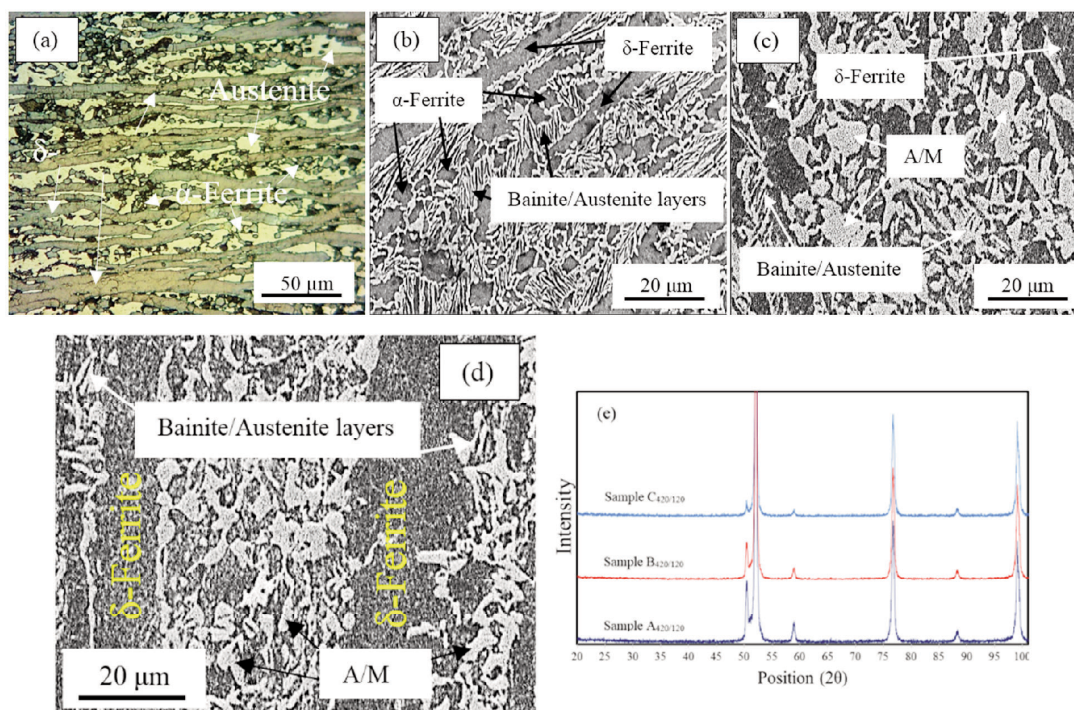 (a)
Austenite
δ-
α-Ferrite
50 μm
(b)
δ-Ferrite
α-Ferrite
Bainite/Austenite layers
20 μm
(c)
δ-Ferrite
A/M
Bainite/Austenite
20 μm
(d)
Bainite/Austenite layers
δ-Ferrite
δ-Ferrite
A/M
20 μm
(e)
Intensity
Sample C420/120
Sample B420/120
Sample A420/120
20 25 30 35 40 45 50 55 60 65 70 75 80 85 90 95 100
Position (2θ)